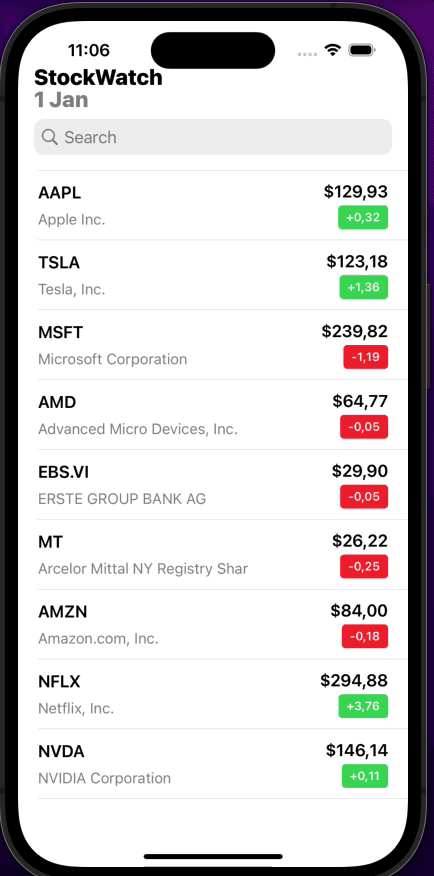 11:06
StockWatch
1 Jan
Search
AAPL $129,93
Apple Inc. +0,32
TSLA $123,18
Tesla, Inc. +1,36
MSFT $239,82
Microsoft Corporation -1,19
AMD $64,77
Advanced Micro Devices, Inc. -0,05
EBS.VI $29,90
ERSTE GROUP BANK AG -0,05
MT $26,22
Arcelor Mittal NY Registry Shar -0,25
AMZN $84,00
Amazon.com, Inc. -0,18
NFLX $294,88
Netflix, Inc. +3,76
NVDA $146,14
NVIDIA Corporation +0,11